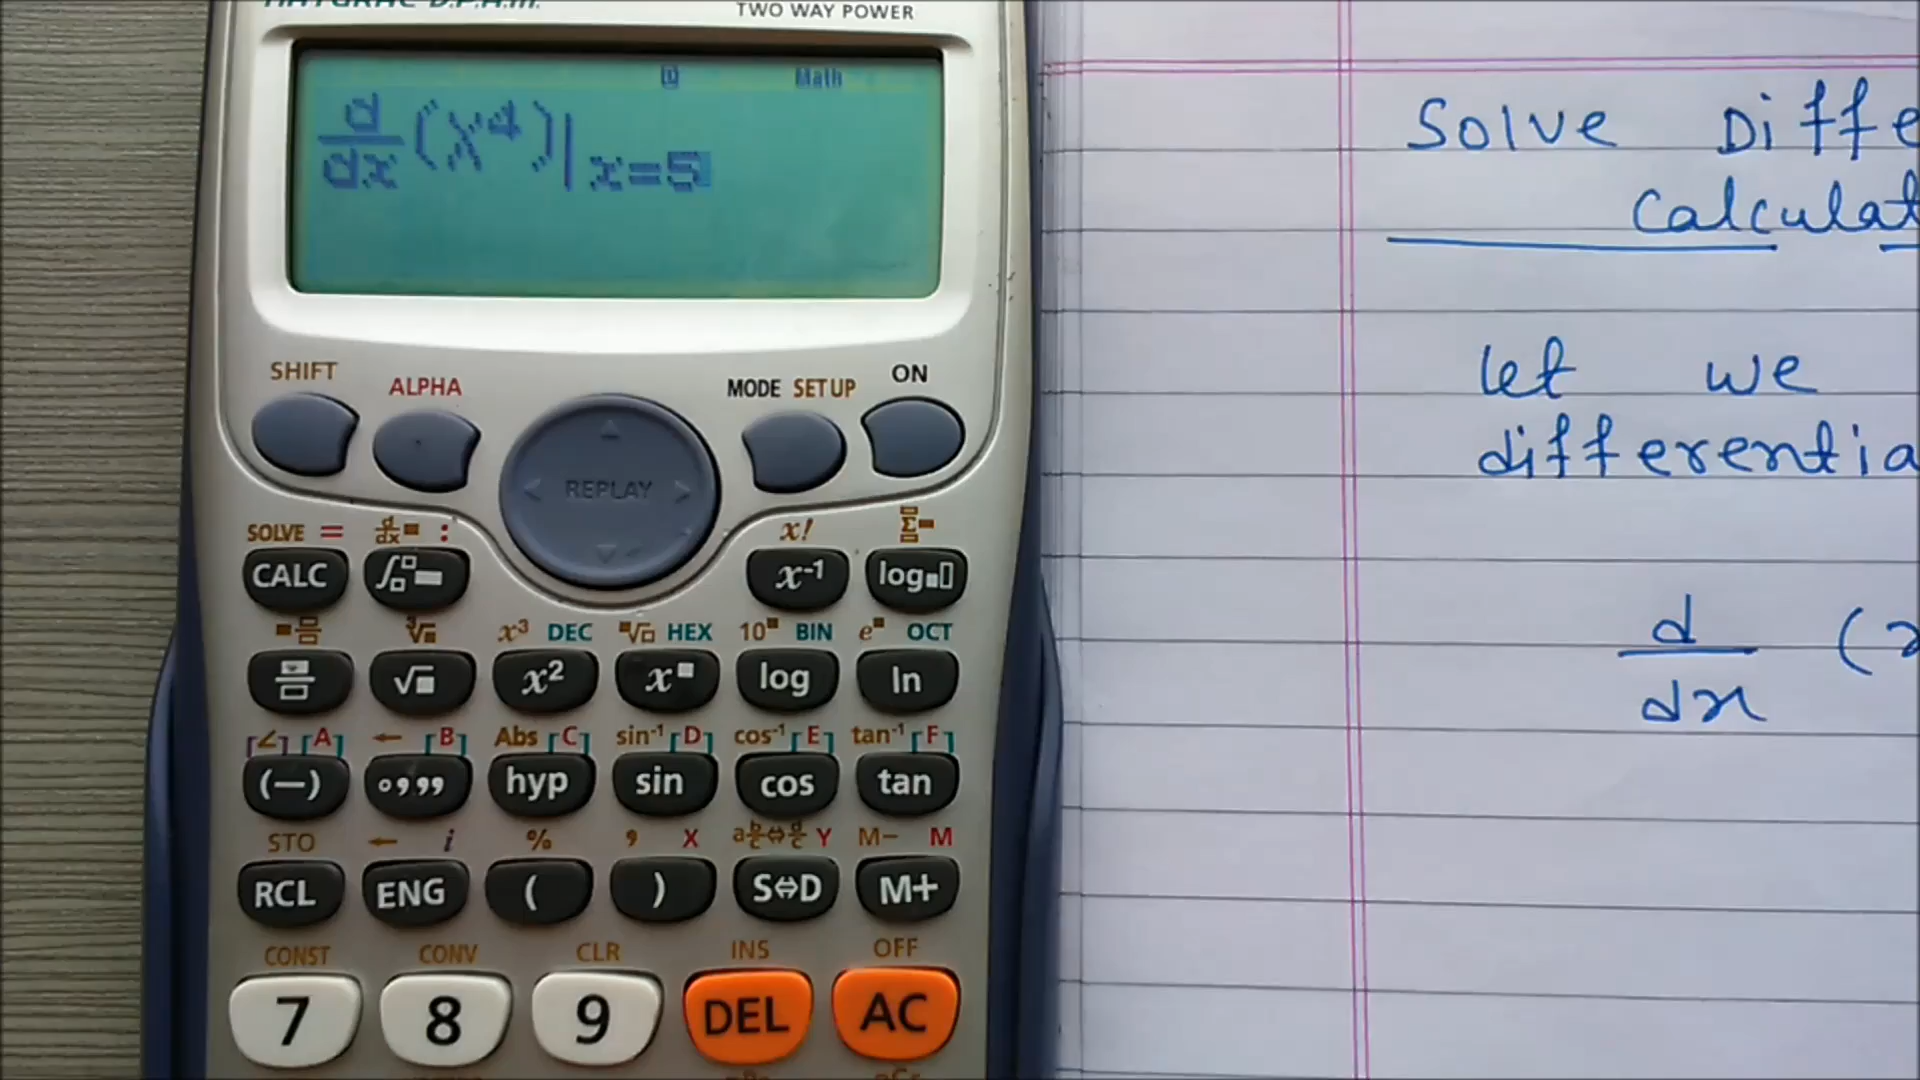 NATURAL-V.P.A.M.
TWO WAY POWER
D Math
d/dx(X⁴)|x=5
SHIFT ALPHA MODE SETUP ON
REPLAY
SOLVE = d/dx : x! Σ
CALC ∫ x⁻¹ log
³√ x³ DEC √ HEX 10 BIN e OCT
√ x² x log ln
∠ A ← B Abs C sin⁻¹ D cos⁻¹ E tan⁻¹ F
(−) °,,, hyp sin cos tan
STO ← i % , X a b/c⇔d/c Y M− M
RCL ENG ( ) S⇔D M+
CONST CONV CLR INS OFF
7 8 9 DEL AC
Solve Diffe
Calculat
let we
differentia
d
dx (